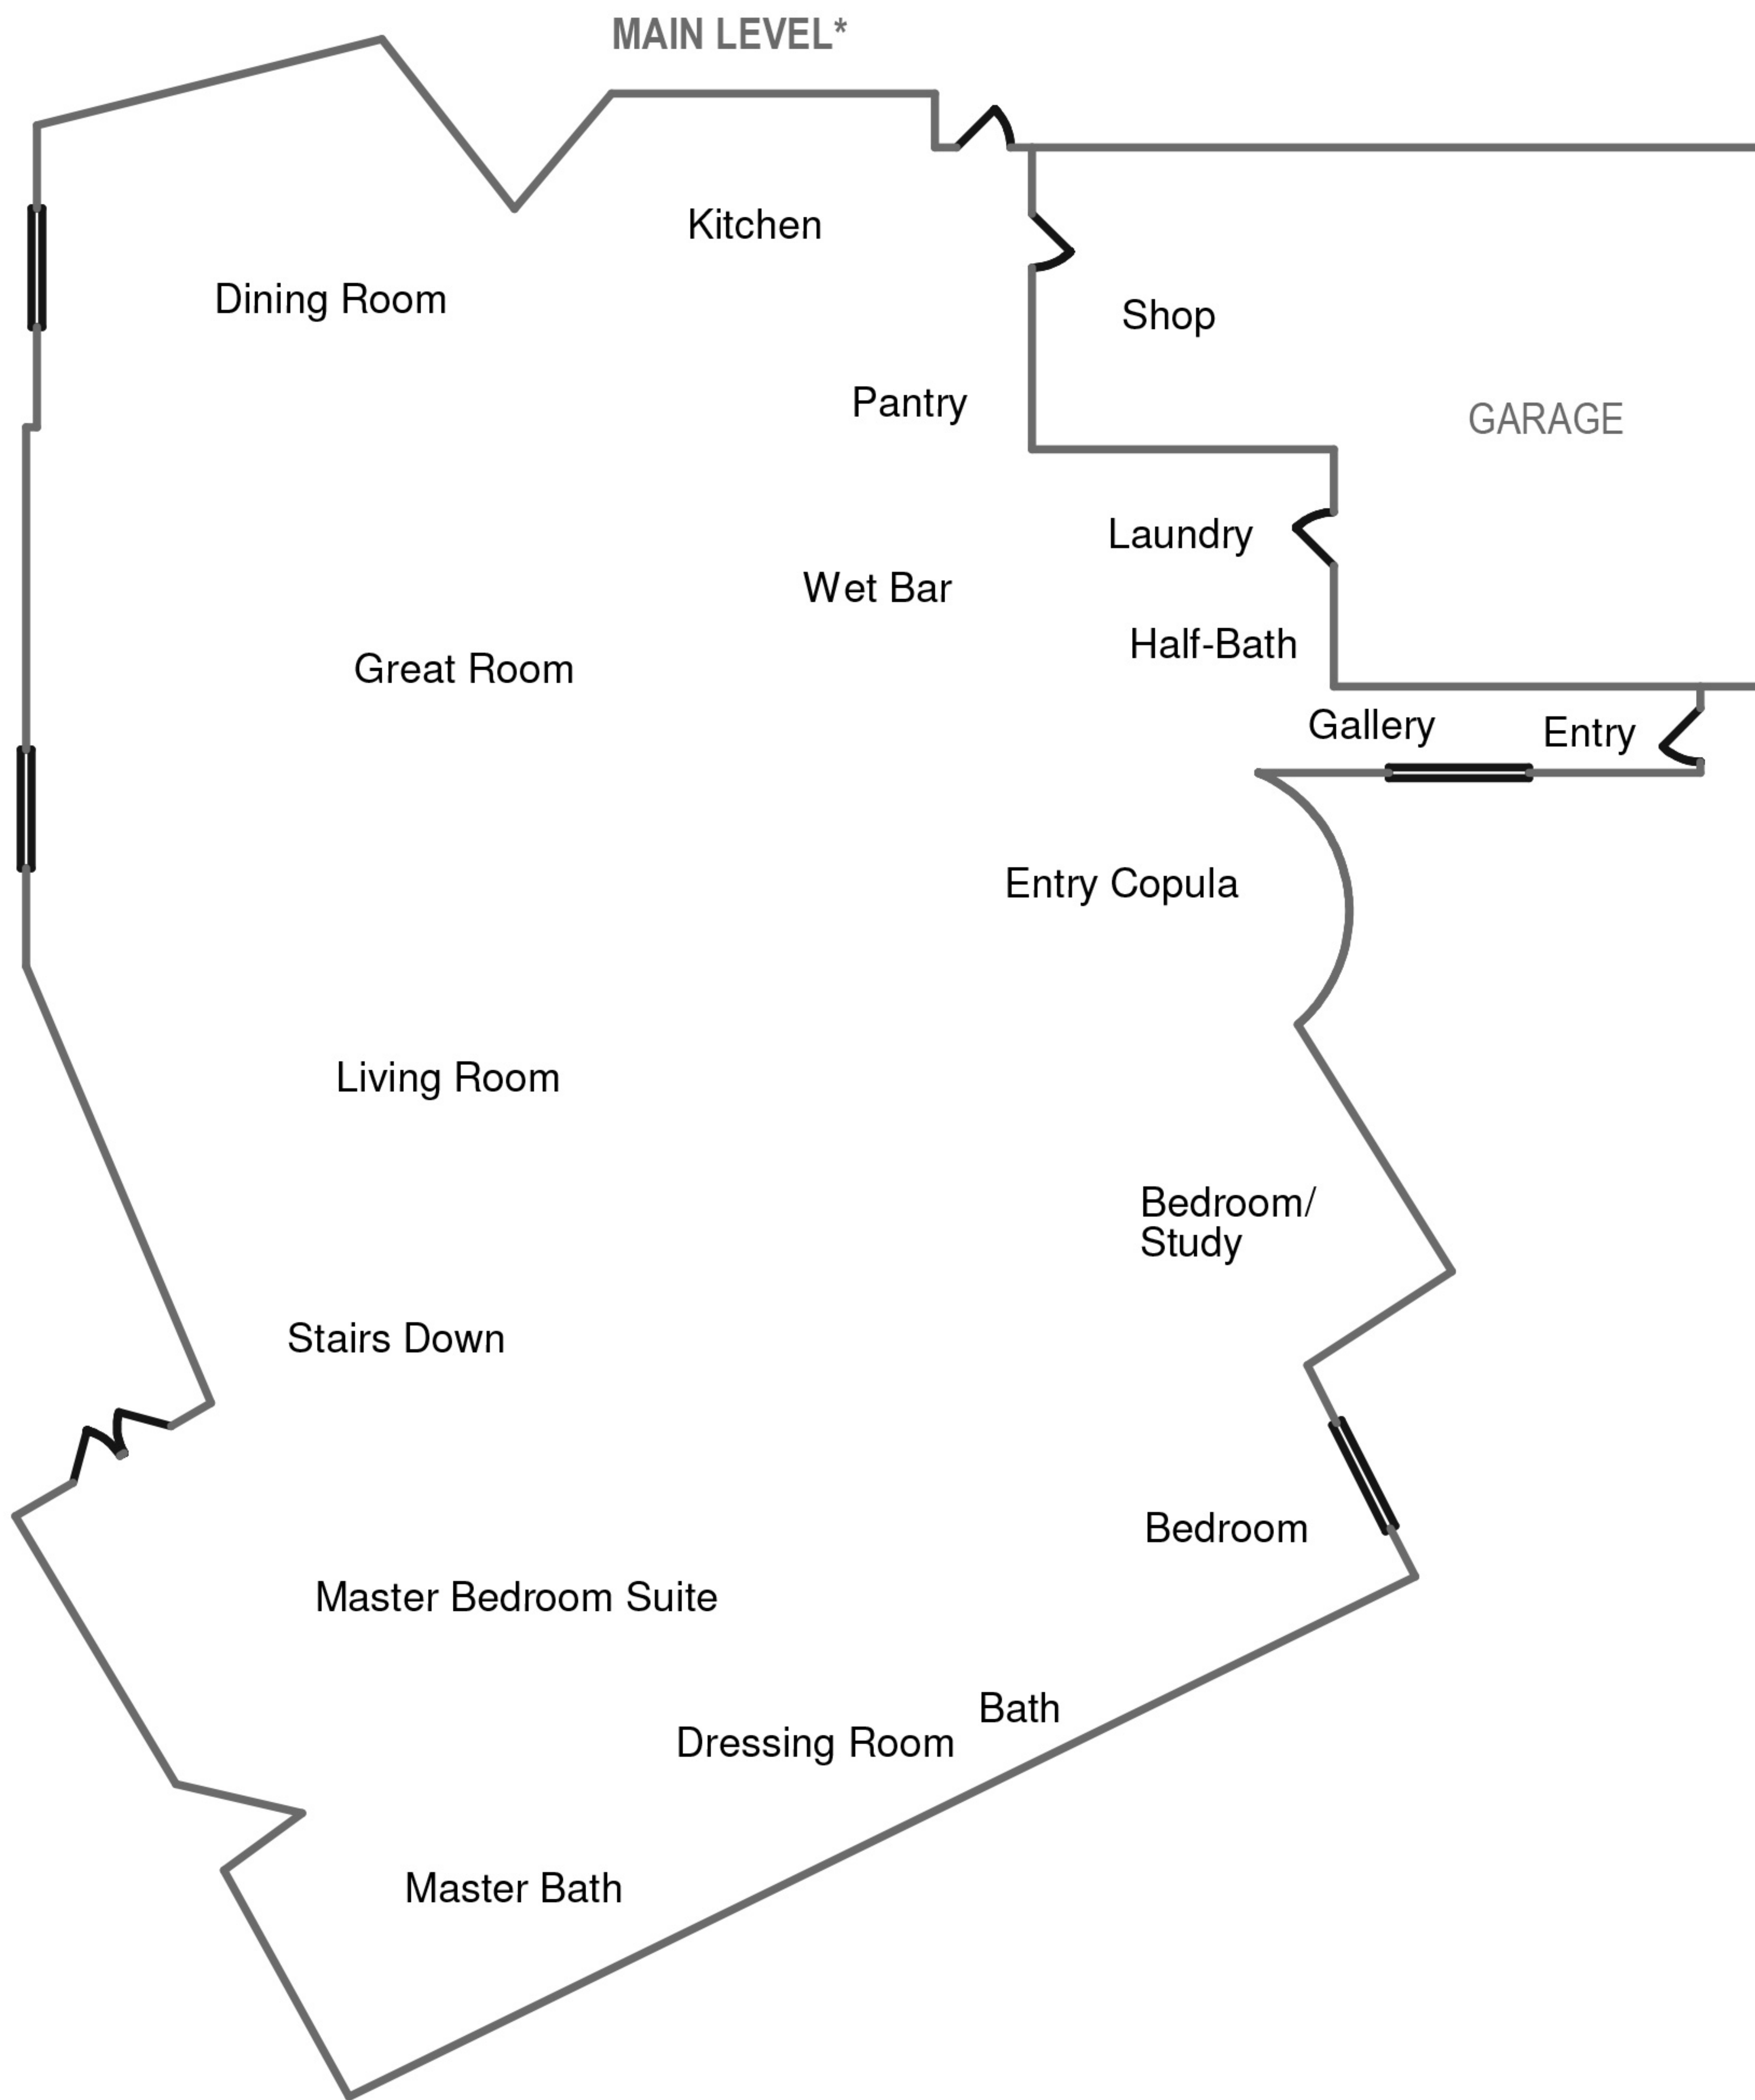 MAIN LEVEL*
Kitchen
Dining Room
Shop
Pantry
GARAGE
Laundry
Wet Bar
Half-Bath
Great Room
Gallery
Entry
Entry Copula
Living Room
Bedroom/
Study
Stairs Down
Bedroom
Master Bedroom Suite
Bath
Dressing Room
Master Bath